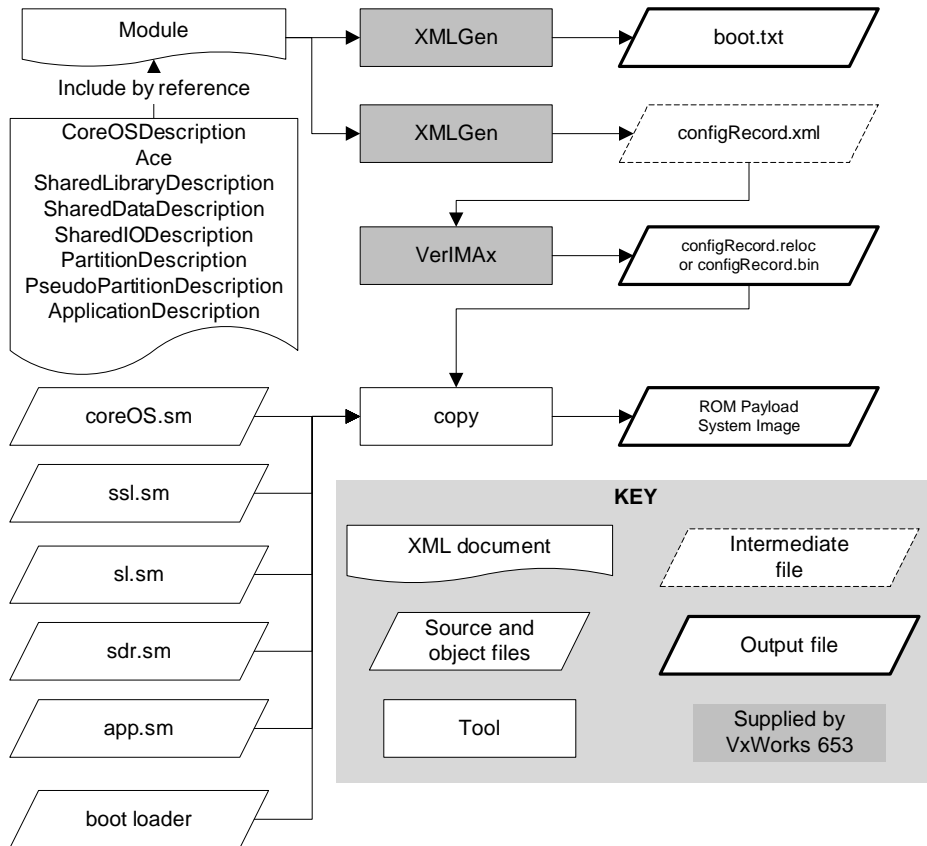 Module
XMLGen
boot.txt
Include by reference
CoreOSDescription
Ace
SharedLibraryDescription
SharedDataDescription
SharedIODescription
PartitionDescription
PseudoPartitionDescription
ApplicationDescription
XMLGen
configRecord.xml
VerIMAx
configRecord.reloc
or configRecord.bin
coreOS.sm
copy
ROM Payload
System Image
ssl.sm
sl.sm
sdr.sm
app.sm
boot loader
KEY
XML document
Intermediate
file
Source and
object files
Output file
Tool
Supplied by
VxWorks 653